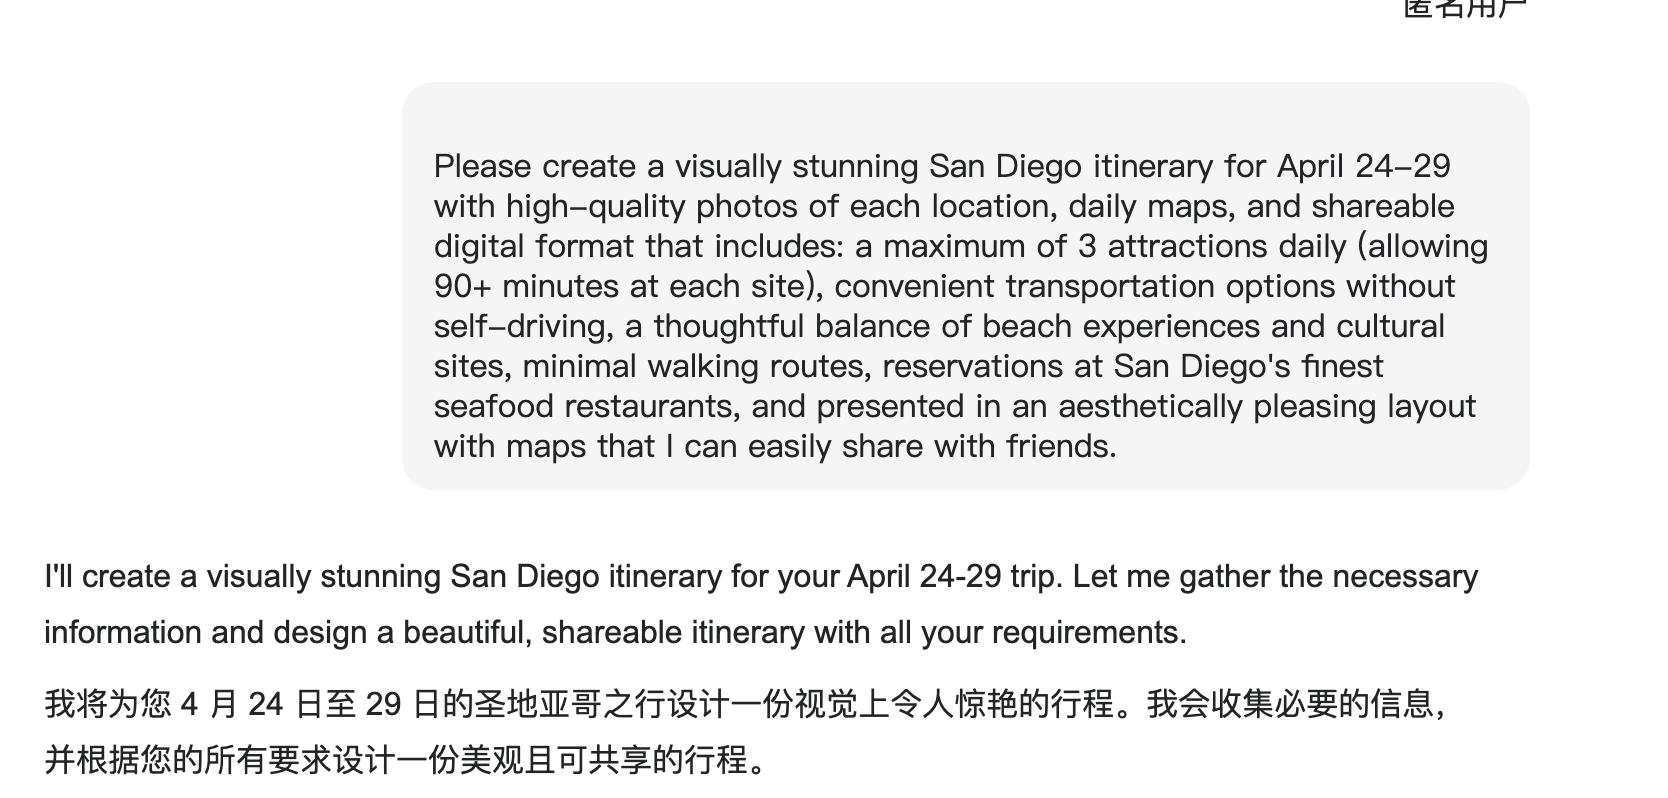 匿名用户
Please create a visually stunning San Diego itinerary for April 24–29
with high–quality photos of each location, daily maps, and shareable
digital format that includes: a maximum of 3 attractions daily (allowing
90+ minutes at each site), convenient transportation options without
self–driving, a thoughtful balance of beach experiences and cultural
sites, minimal walking routes, reservations at San Diego's finest
seafood restaurants, and presented in an aesthetically pleasing layout
with maps that I can easily share with friends.
I'll create a visually stunning San Diego itinerary for your April 24-29 trip. Let me gather the necessary
information and design a beautiful, shareable itinerary with all your requirements.
我将为您 4 月 24 日至 29 日的圣地亚哥之行设计一份视觉上令人惊艳的行程。我会收集必要的信息，
并根据您的所有要求设计一份美观且可共享的行程。